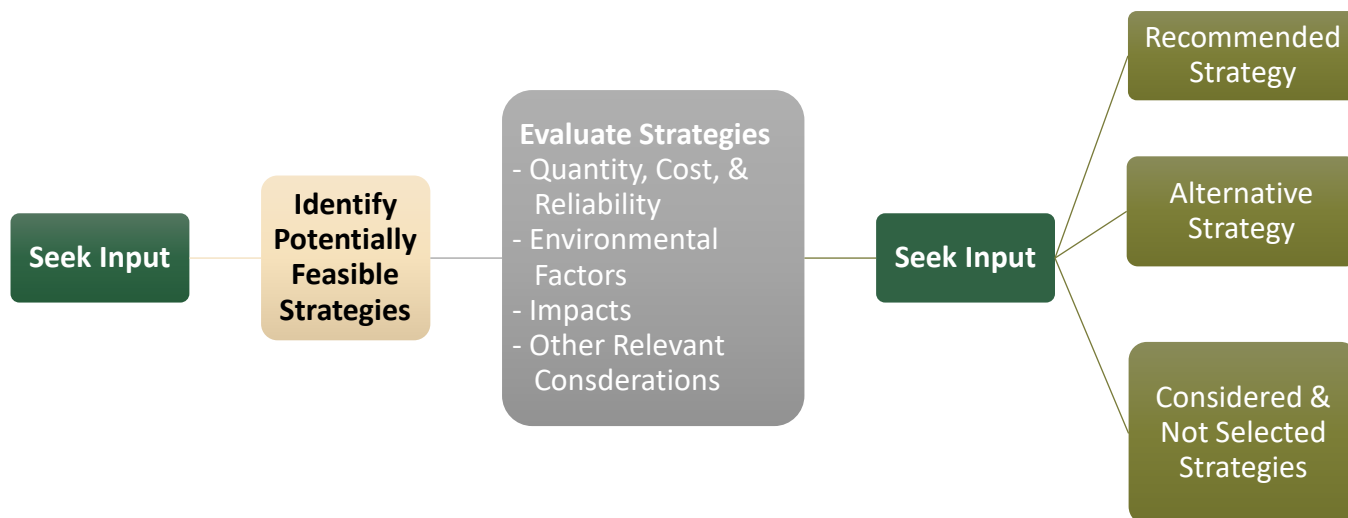 Seek Input
Identify
Potentially
Feasible
Strategies
Evaluate Strategies
- Quantity, Cost, &
Reliability
- Environmental
Factors
- Impacts
- Other Relevant
Consderations
Seek Input
Recommended
Strategy
Alternative
Strategy
Considered &
Not Selected
Strategies